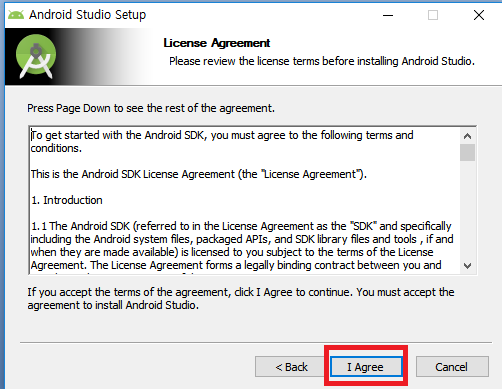 Android Studio Setup
License Agreement
Please review the license terms before installing Android Studio.
Press Page Down to see the rest of the agreement.
To get started with the Android SDK, you must agree to the following terms and
conditions.
This is the Android SDK License Agreement (the "License Agreement").
1. Introduction
1.1 The Android SDK (referred to in the License Agreement as the "SDK" and specifically
including the Android system files, packaged APIs, and SDK library files and tools , if and
when they are made available) is licensed to you subject to the terms of the License
Agreement. The License Agreement forms a legally binding contract between you and
If you accept the terms of the agreement, click I Agree to continue. You must accept the
agreement to install Android Studio.
< Back
I Agree
Cancel